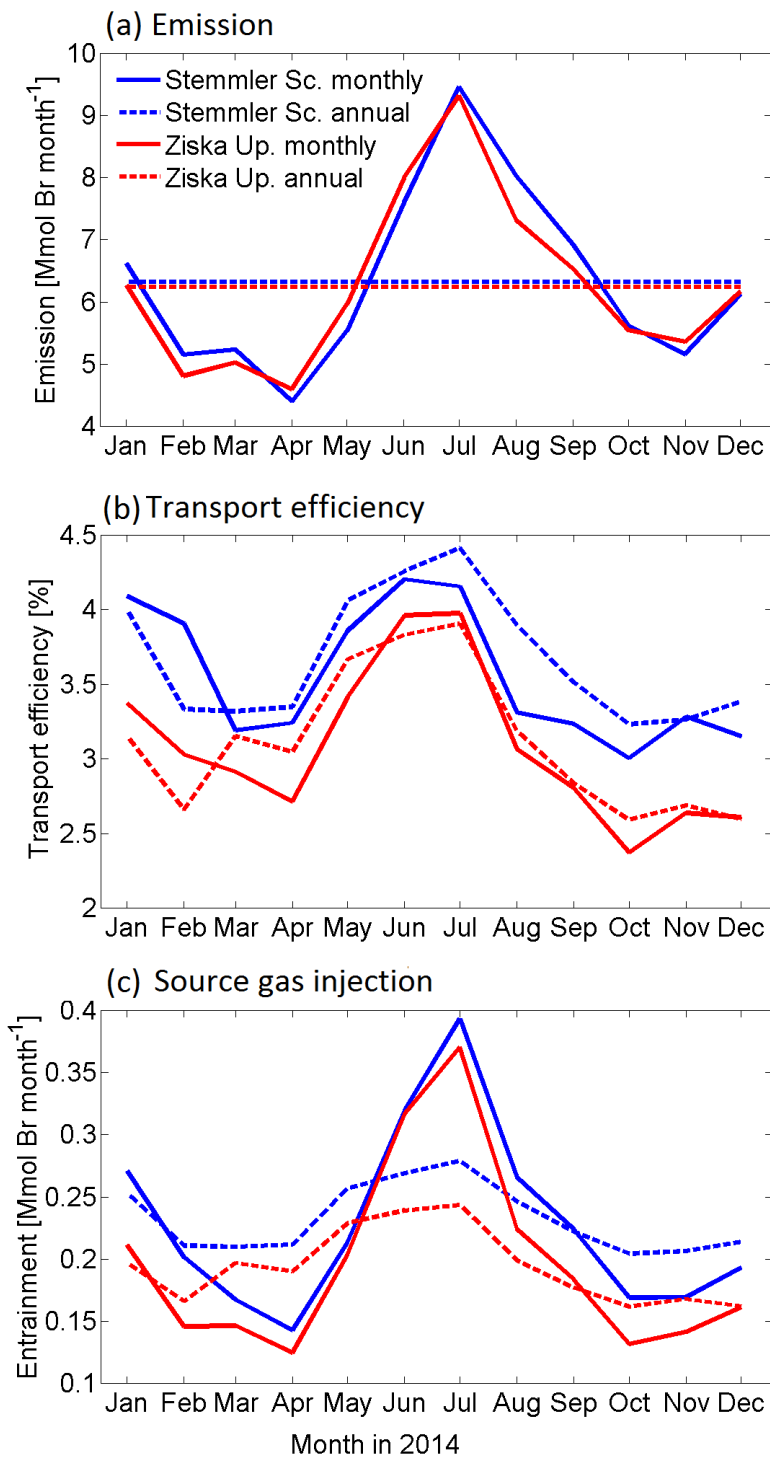 (a) Emission
Emission [Mmol Br month⁻¹]
10
9
8
7
6
5
4
Stemmler Sc. monthly
Stemmler Sc. annual
Ziska Up. monthly
Ziska Up. annual
Jan Feb Mar Apr May Jun Jul Aug Sep Oct Nov Dec
(b) Transport efficiency
Transport efficiency [%]
4.5
4
3.5
3
2.5
2
Jan Feb Mar Apr May Jun Jul Aug Sep Oct Nov Dec
(c) Source gas injection
Entrainment [Mmol Br month⁻¹]
0.4
0.35
0.3
0.25
0.2
0.15
0.1
Jan Feb Mar Apr May Jun Jul Aug Sep Oct Nov Dec
Month in 2014